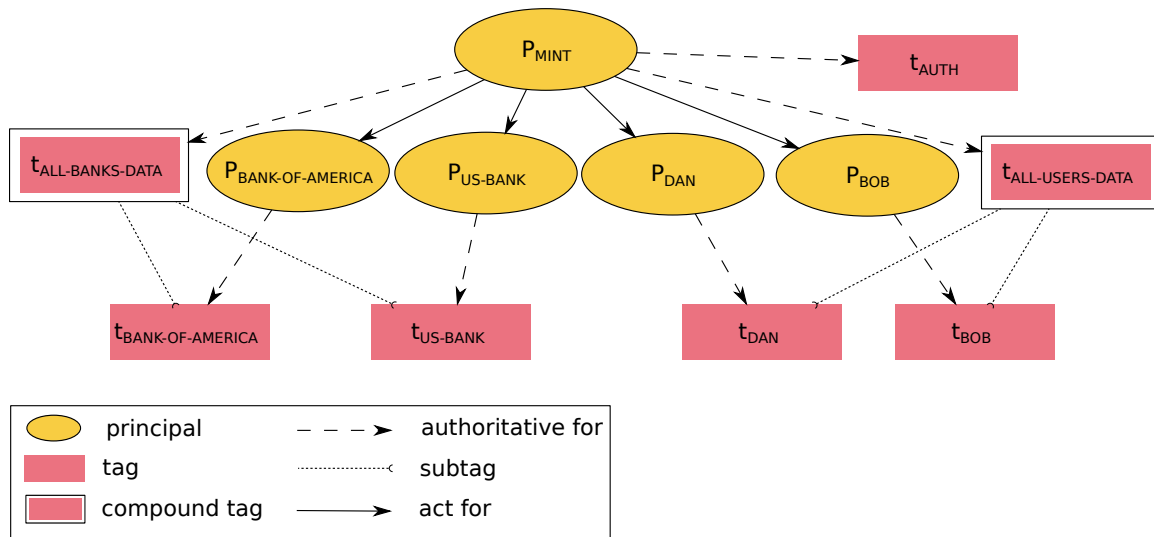 P_MINT
t_AUTH
t_ALL-BANKS-DATA
P_BANK-OF-AMERICA
P_US-BANK
P_DAN
P_BOB
t_ALL-USERS-DATA
t_BANK-OF-AMERICA
t_US-BANK
t_DAN
t_BOB
principal
authoritative for
tag
subtag
compound tag
act for